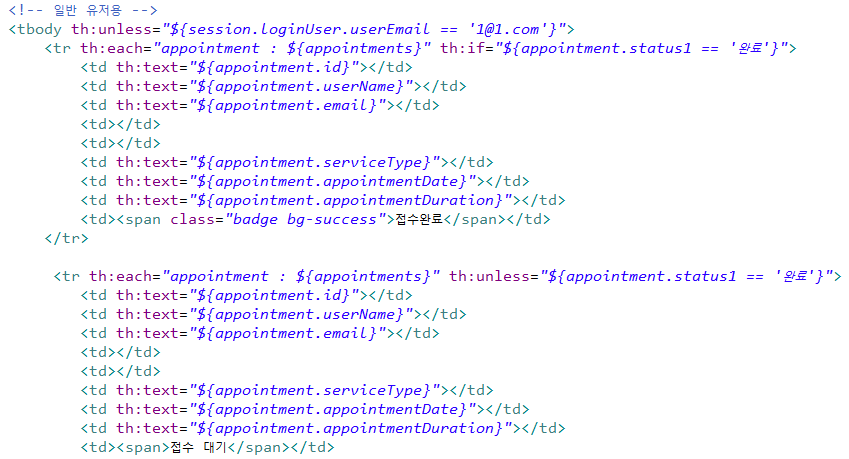 <!-- 일반 유저용 -->
<tbody th:unless="${session.loginUser.userEmail == '1@1.com'}">
<tr th:each="appointment : ${appointments}" th:if="${appointment.status1 == '완료'}">
<td th:text="${appointment.id}"></td>
<td th:text="${appointment.userName}"></td>
<td th:text="${appointment.email}"></td>
<td></td>
<td></td>
<td th:text="${appointment.serviceType}"></td>
<td th:text="${appointment.appointmentDate}"></td>
<td th:text="${appointment.appointmentDuration}"></td>
<td><span class="badge bg-success">접수완료</span></td>
</tr>
<tr th:each="appointment : ${appointments}" th:unless="${appointment.status1 == '완료'}">
<td th:text="${appointment.id}"></td>
<td th:text="${appointment.userName}"></td>
<td th:text="${appointment.email}"></td>
<td></td>
<td></td>
<td th:text="${appointment.serviceType}"></td>
<td th:text="${appointment.appointmentDate}"></td>
<td th:text="${appointment.appointmentDuration}"></td>
<td><span>접수 대기</span></td>